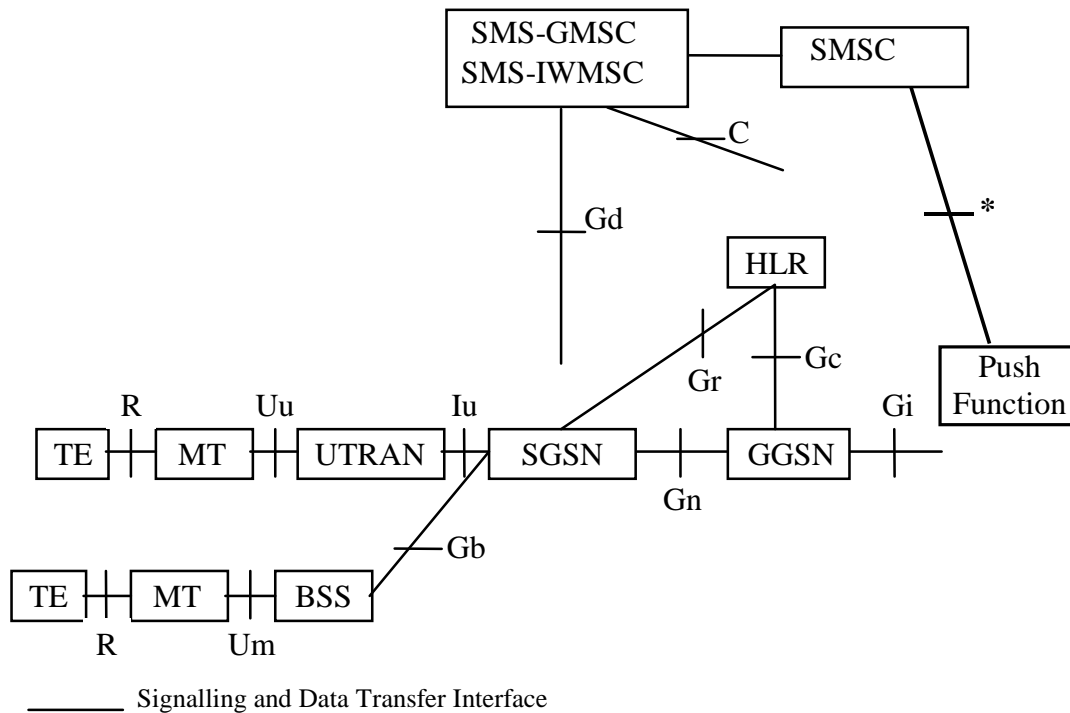 SMS-GMSC
SMS-IWMSC
SMSC
C
*
Gd
HLR
Gr
Gc
Push
Function
R
Uu
Iu
Gi
TE
MT
UTRAN
SGSN
GGSN
Gn
Gb
TE
MT
BSS
R
Um
Signalling and Data Transfer Interface